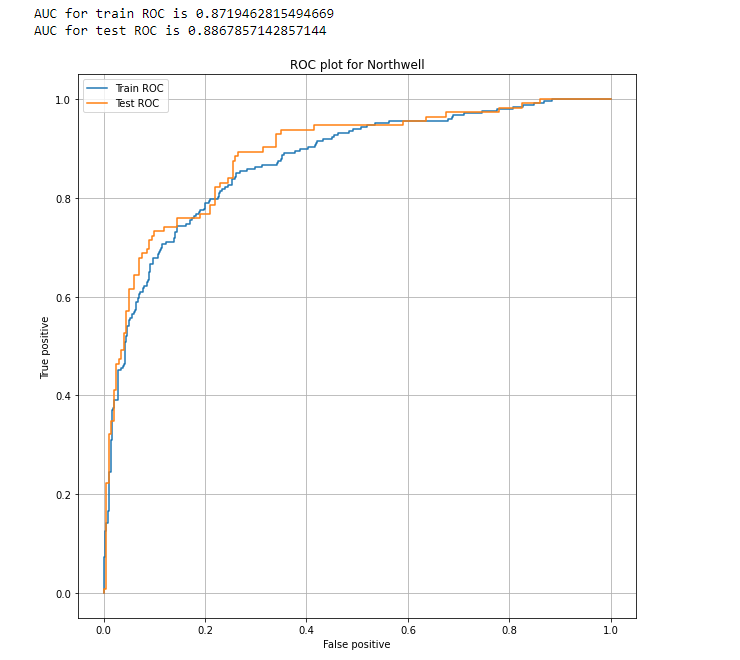 AUC for train ROC is 0.8719462815494669
AUC for test ROC is 0.8867857142857144
ROC plot for Northwell
Train ROC
Test ROC
1.0
0.8
0.6
0.4
0.2
0.0
True positive
0.0 0.2 0.4 0.6 0.8 1.0
False positive